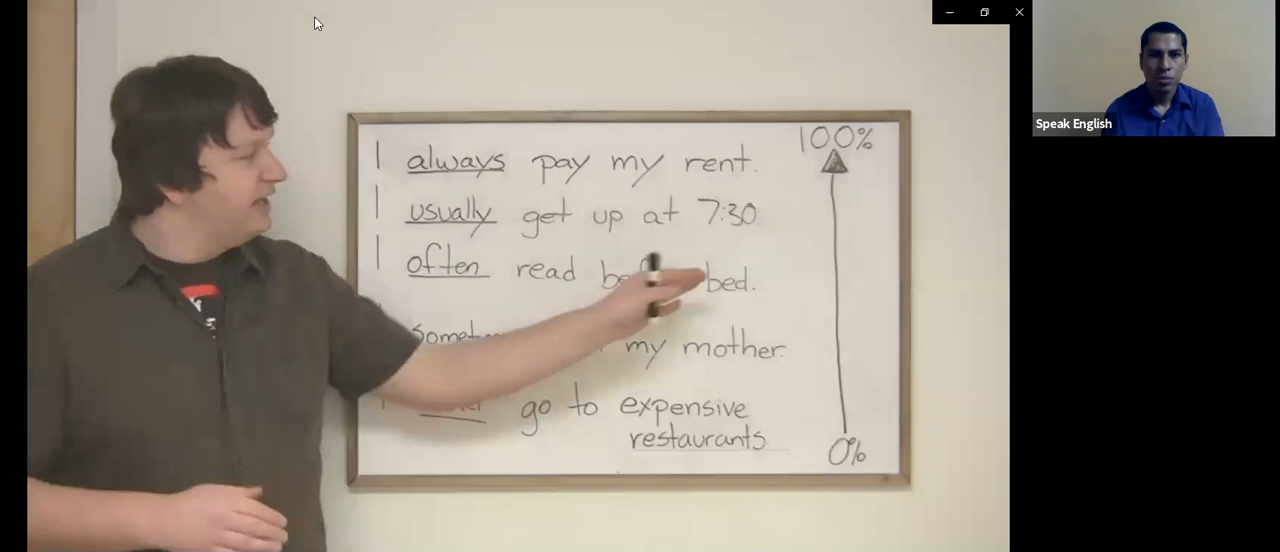 I always pay my rent.
I usually get up at 7:30.
I often read bed.
my mother.
go to expensive
restaurants
100%
0%
Speak English